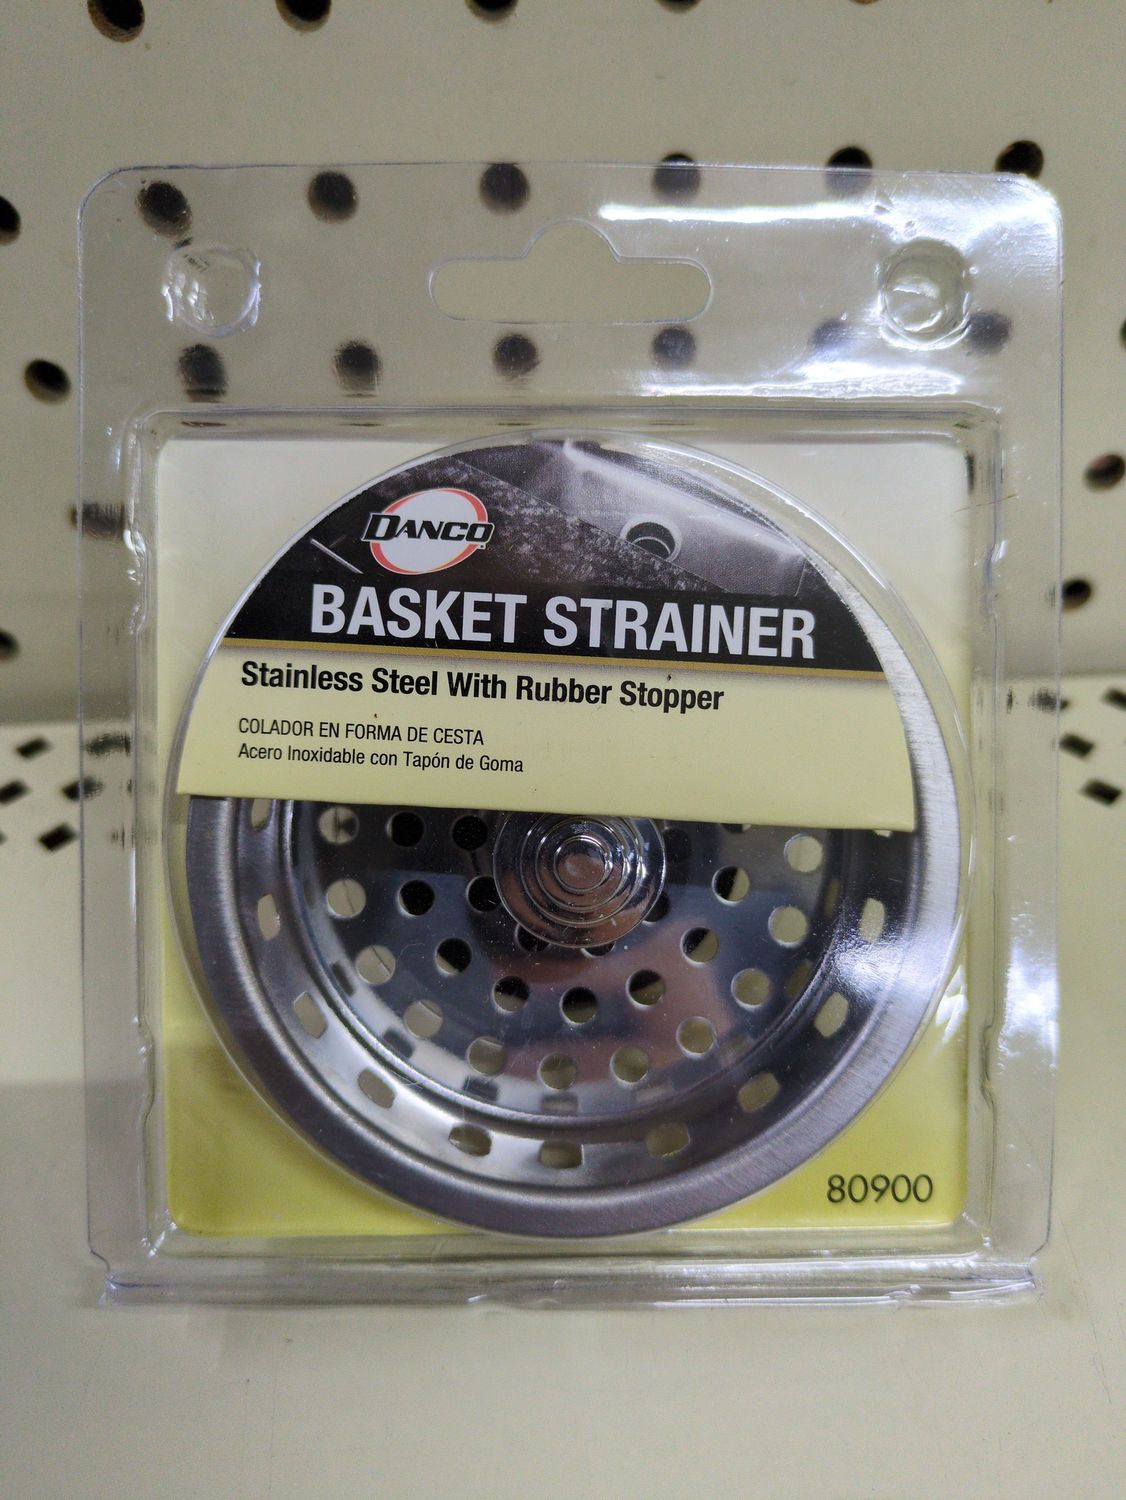 DANCO
BASKET STRAINER
Stainless Steel With Rubber Stopper
COLADOR EN FORMA DE CESTA
Acero Inoxidable con Tapón de Goma
80900